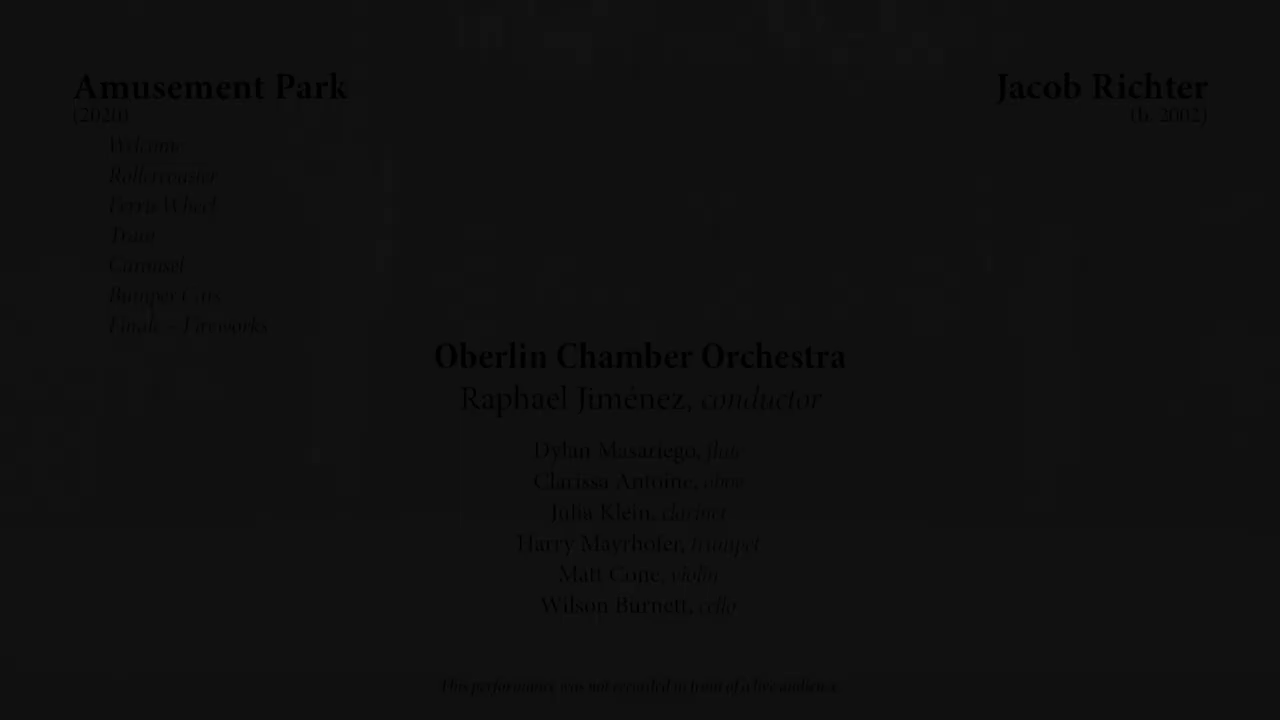 Amusement Park
Jacob Richter
(2020)
(b. 2002)
Welcome
Rollercoaster
Ferris Wheel
Train
Carousel
Bumper Cars
Finale - Fireworks
Oberlin Chamber Orchestra
Raphael Jiménez, conductor
Dylan Masariego, flute
Clarissa Antoine, oboe
Julia Klein, clarinet
Harry Mayrhofer, trumpet
Matt Cone, violin
Wilson Burnett, cello
This performance was not recorded in front of a live audience